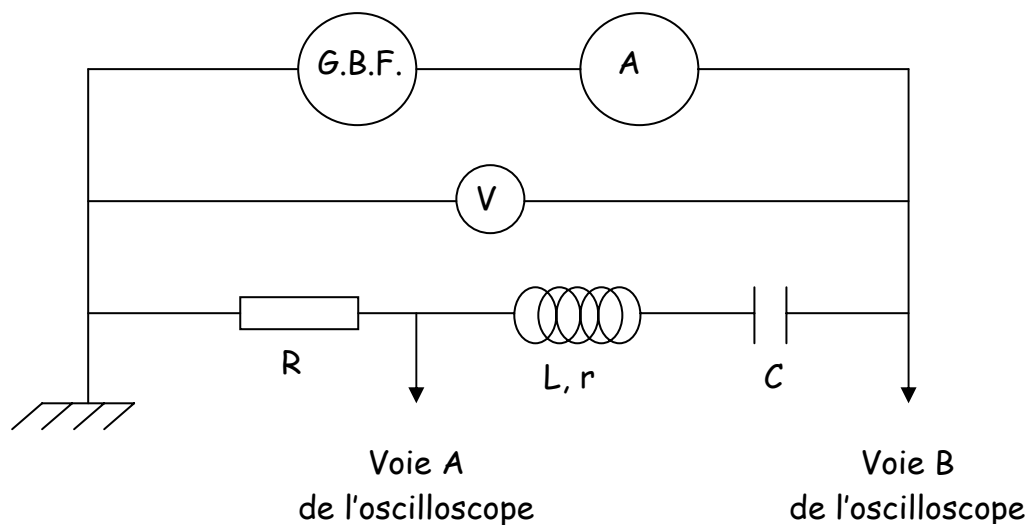 G.B.F.
A
V
R
L, r
C
Voie A
de l'oscilloscope
Voie B
de l'oscilloscope